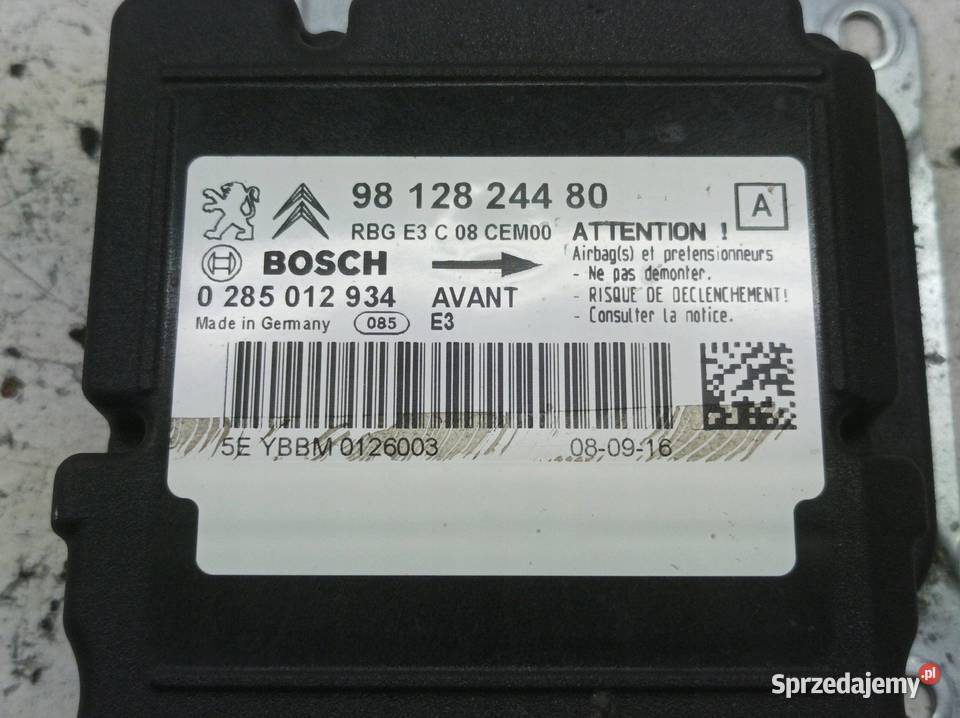 98 128 244 80
A
RBG E3 C 08 CEM00
ATTENTION !
Airbag(s) et pretensionneurs
- Ne pas démonter.
- RISQUE DE DECLENCHEMENT!
- Consulter la notice.
BOSCH
0 285 012 934
AVANT
Made in Germany
085
E3
5E YBBM 0126003
08-09-16
Sprzedajemy.pl